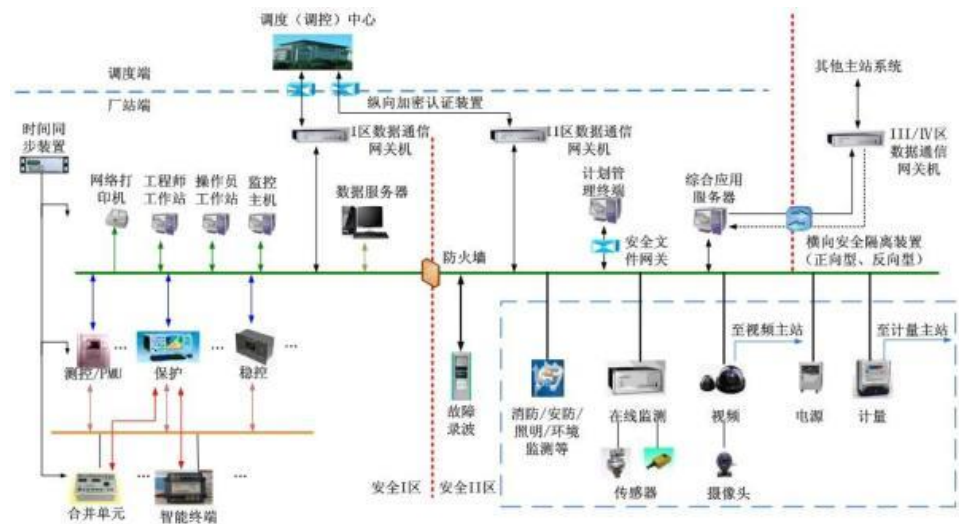 调度（调控）中心
调度端
厂站端
纵向加密认证装置
其他主站系统
时间同
步装置
I区数据通信
网关机
II区数据通信
网关机
III/IV区
数据通信
网关机
网络打
印机
工程师
工作站
操作员
工作站
监控
主机
数据服务器
计划管
理终端
综合应用
服务器
防火墙
安全文
件网关
横向安全隔离装置
（正向型、反向型）
测控/PMU
...
保护
...
稳控
...
故障
录波
消防/安防/
照明/环境
监测等
在线监测
视频
至视频主站
电源
至计量主站
计量
传感器
摄像头
合并单元
...
智能终端
...
安全I区
安全II区